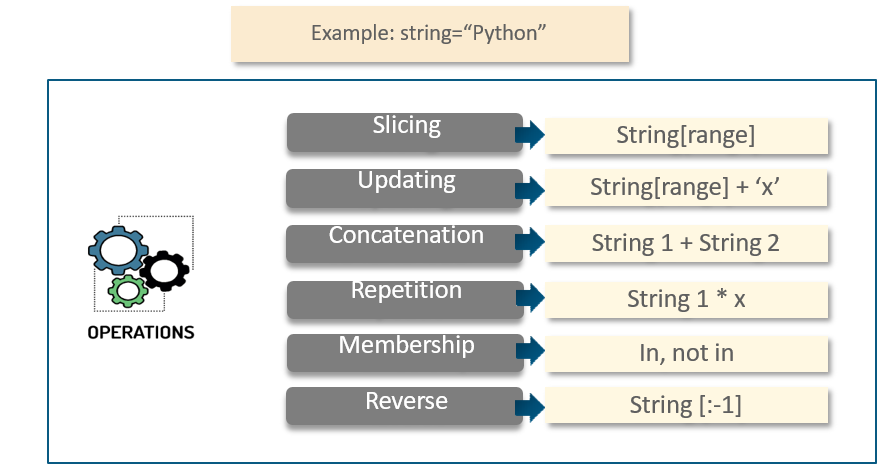 Example: string=“Python”
Slicing
String[range]
Updating
String[range] + ‘x’
Concatenation
String 1 + String 2
Repetition
String 1 * x
Membership
In, not in
Reverse
String [:-1]
OPERATIONS